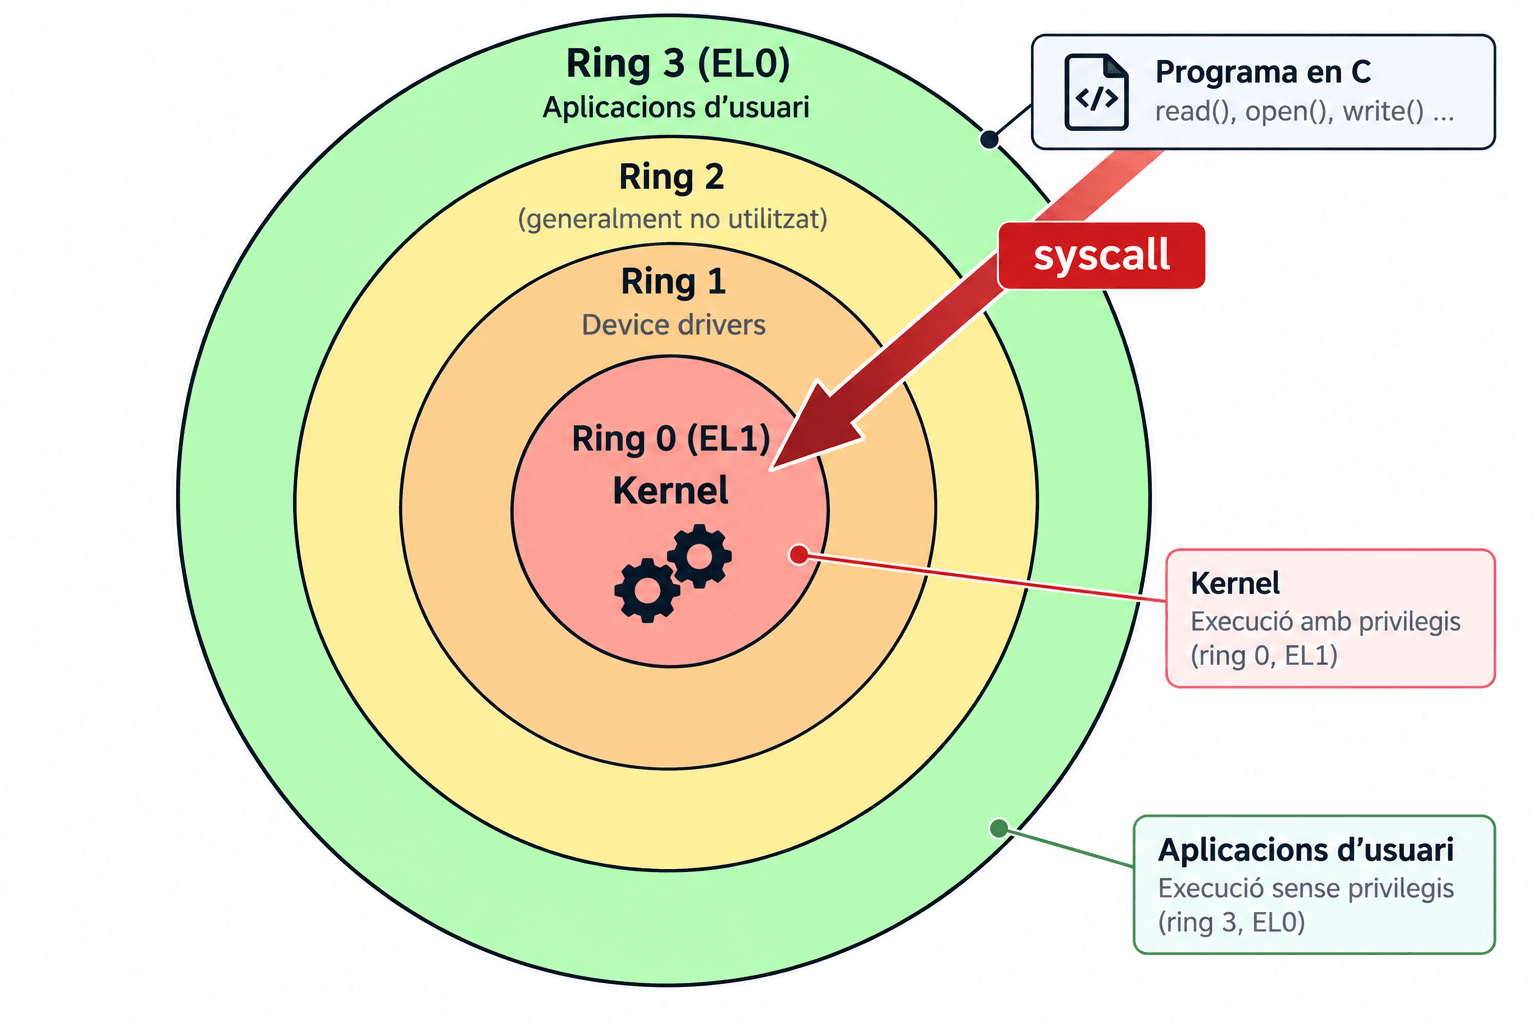 Ring 3 (EL0)
Aplicacions d’usuari
Ring 2
(generalment no utilitzat)
Ring 1
Device drivers
Ring 0 (EL1)
Kernel
</>
Programa en C
read(), open(), write() ...
syscall
Kernel
Execució amb privilegis
(ring 0, EL1)
Aplicacions d’usuari
Execució sense privilegis
(ring 3, EL0)